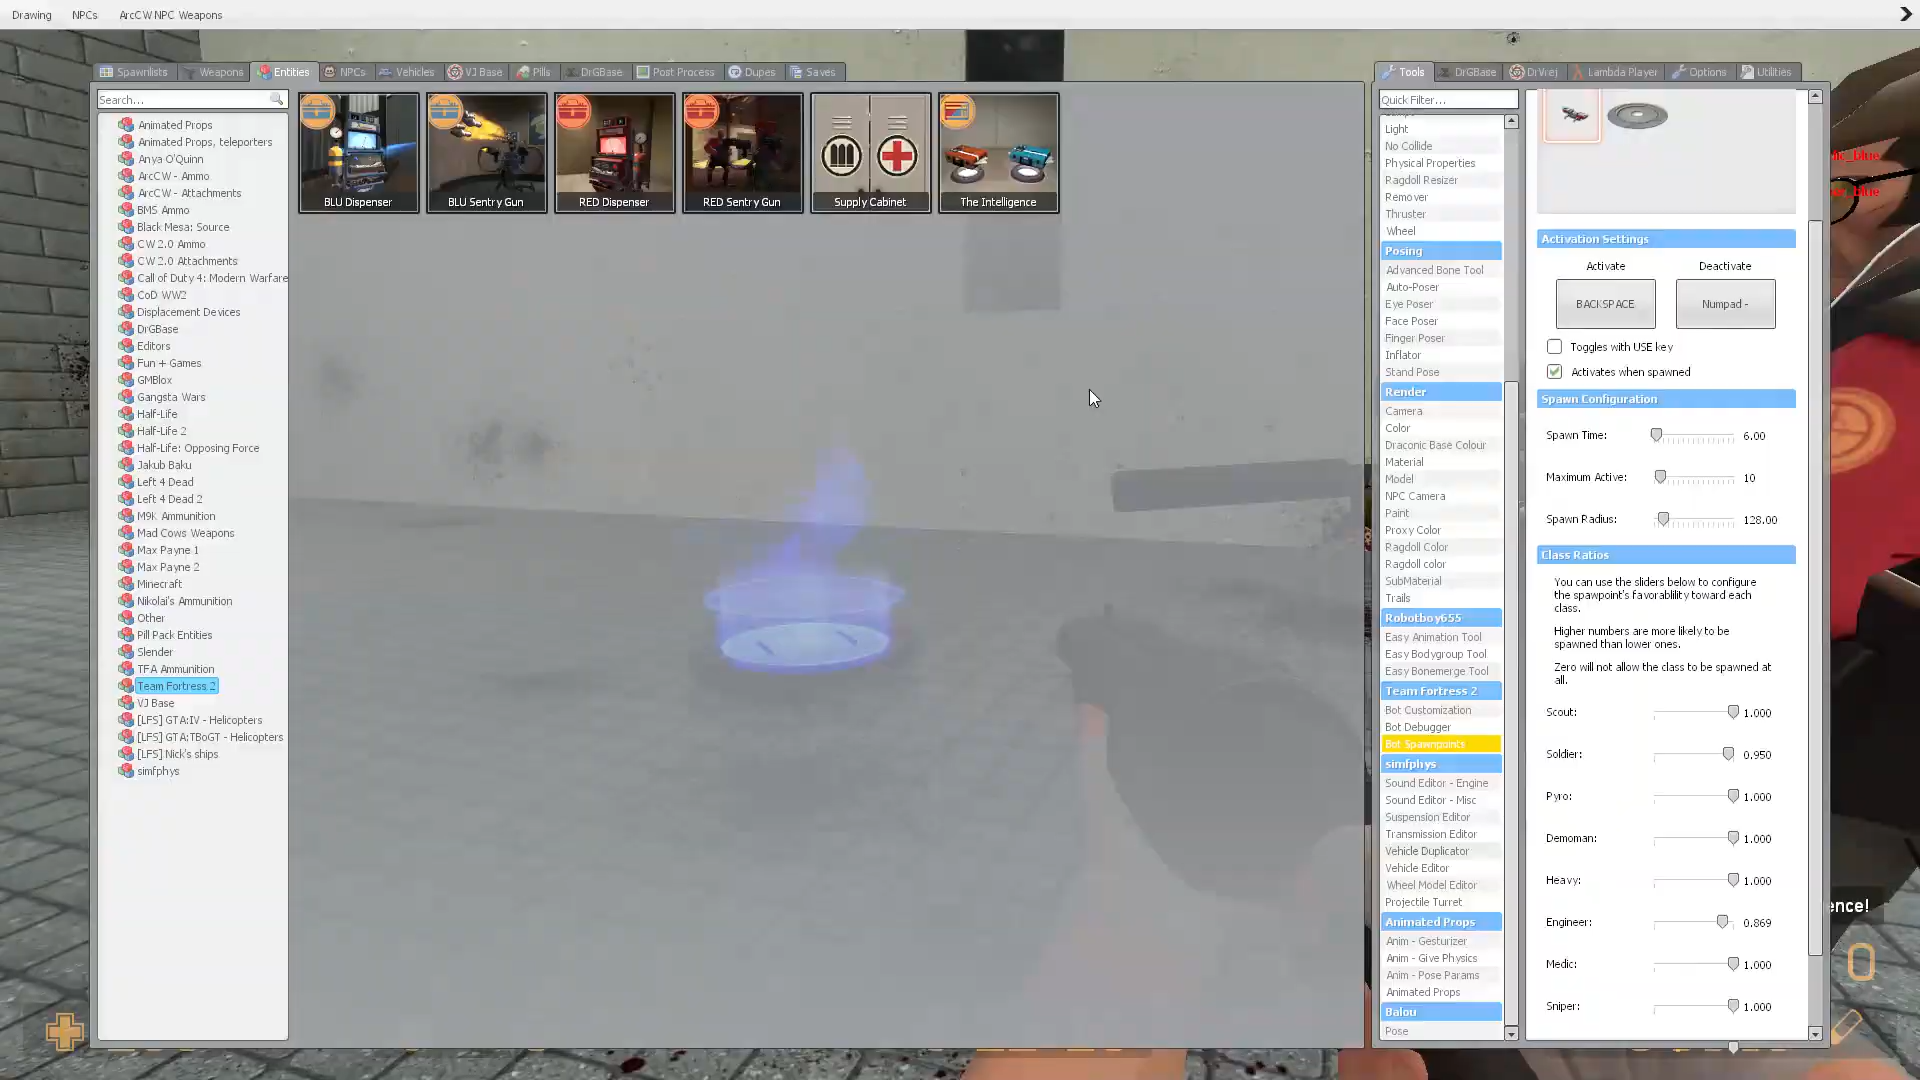 Drawing NPCs ArcCW NPC Weapons
Spawnlists Weapons Entities NPCs Vehicles VJ Base Pills DrGBase Post Process Dupes Saves
Search...
Animated Props
Animated Props, teleporters
Anya O'Quinn
ArcCW - Ammo
ArcCW - Attachments
BMS Ammo
Black Mesa: Source
CW 2.0 Ammo
CW 2.0 Attachments
Call of Duty 4: Modern Warfare
CoD WW2
Displacement Devices
DrGBase
Editors
Fun + Games
GMBlox
Gangsta Wars
Half-Life
Half-Life 2
Half-Life: Opposing Force
Jakub Baku
Left 4 Dead
Left 4 Dead 2
M9K Ammunition
Mad Cows Weapons
Max Payne 1
Max Payne 2
Minecraft
Nikolai's Ammunition
Other
Pill Pack Entities
Slender
TFA Ammunition
Team Fortress 2
VJ Base
[LFS] GTA:IV - Helicopters
[LFS] GTA:TBoGT - Helicopters
[LFS] Nick's ships
simfphys
BLU Dispenser
BLU Sentry Gun
RED Dispenser
RED Sentry Gun
Supply Cabinet
The Intelligence
Tools DrGBase DrVrej Lambda Player Options Utilities
Quick Filter...
Light
No Collide
Physical Properties
Ragdoll Resizer
Remover
Thruster
Wheel
Posing
Advanced Bone Tool
Auto-Poser
Eye Poser
Face Poser
Finger Poser
Inflator
Stand Pose
Render
Camera
Color
Draconic Base Colour
Material
Model
NPC Camera
Paint
Proxy Color
Ragdoll Color
Ragdoll color
SubMaterial
Trails
Robotboy655
Easy Animation Tool
Easy Bodygroup Tool
Easy Bonemerge Tool
Team Fortress 2
Bot Customization
Bot Debugger
Bot Spawnpoints
simfphys
Sound Editor - Engine
Sound Editor - Misc
Suspension Editor
Transmission Editor
Vehicle Duplicator
Vehicle Editor
Wheel Model Editor
Projectile Turret
Animated Props
Anim - Gesturizer
Anim - Give Physics
Anim - Pose Params
Animated Props
Balou
Pose
Activation Settings
Activate Deactivate
BACKSPACE Numpad -
Toggles with USE key
Activates when spawned
Spawn Configuration
Spawn Time: 6.00
Maximum Active: 10
Spawn Radius: 128.00
Class Ratios
You can use the sliders below to configure
the spawpoint's favorablility toward each
class.
Higher numbers are more likely to be
spawned than lower ones.
Zero will not allow the class to be spawned at
all.
Scout: 1.000
Soldier: 0.950
Pyro: 1.000
Demoman: 1.000
Heavy: 1.000
Engineer: 0.869
Medic: 1.000
Sniper: 1.000
ic_blue
_blue
ence!
0